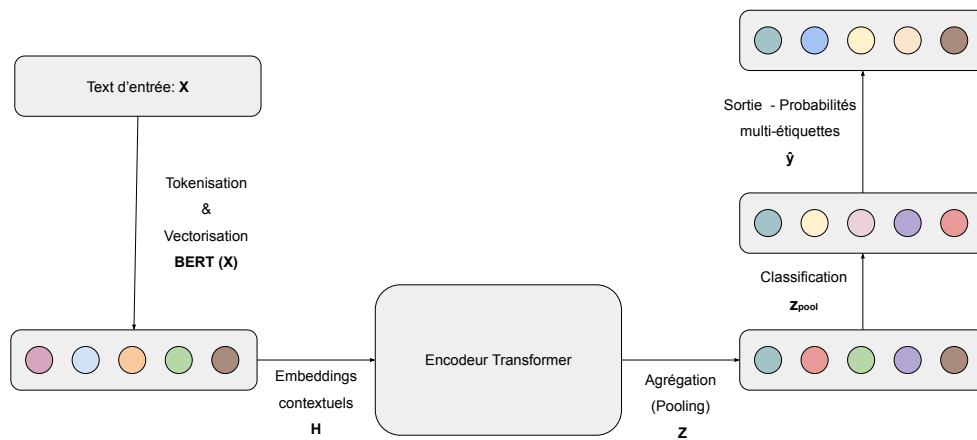 Text d'entrée: X
Tokenisation
&
Vectorisation
BERT (X)
Embeddings
contextuels
H
Encodeur Transformer
Agrégation
(Pooling)
Z
Classification
zpool
Sortie - Probabilités
multi-étiquettes
ŷ